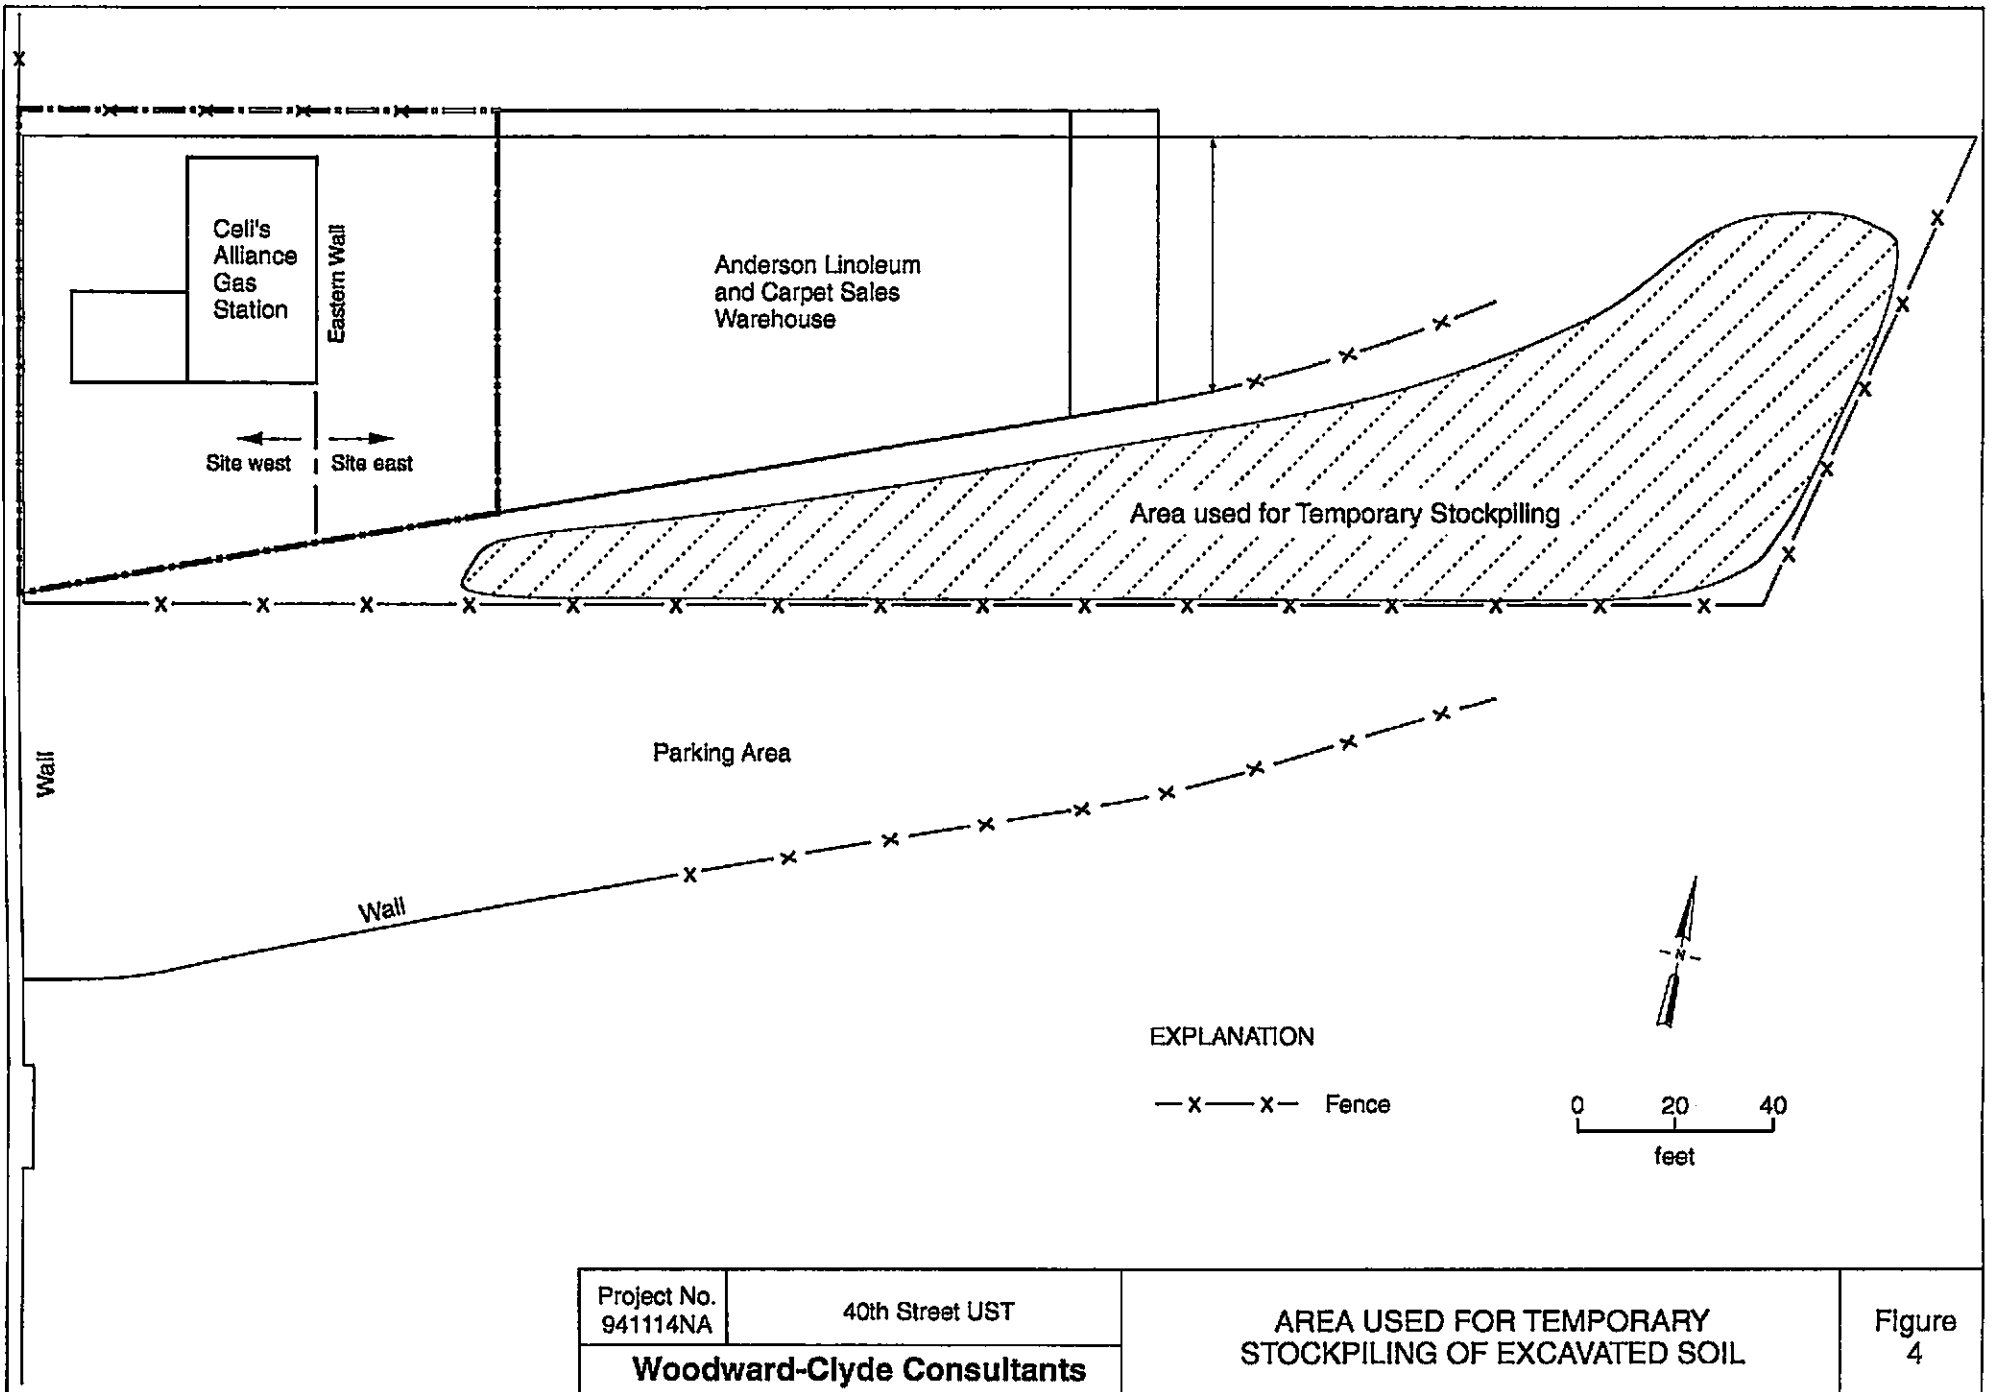 Celi's
Alliance
Gas
Station
Eastern Wall
Anderson Linoleum
and Carpet Sales
Warehouse
Site west
Site east
Area used for Temporary Stockpiling
Wall
Parking Area
Wall
N
EXPLANATION
X X Fence
0 20 40
feet
Project No.
941114NA
40th Street UST
Woodward-Clyde Consultants
AREA USED FOR TEMPORARY
STOCKPILING OF EXCAVATED SOIL
Figure
4